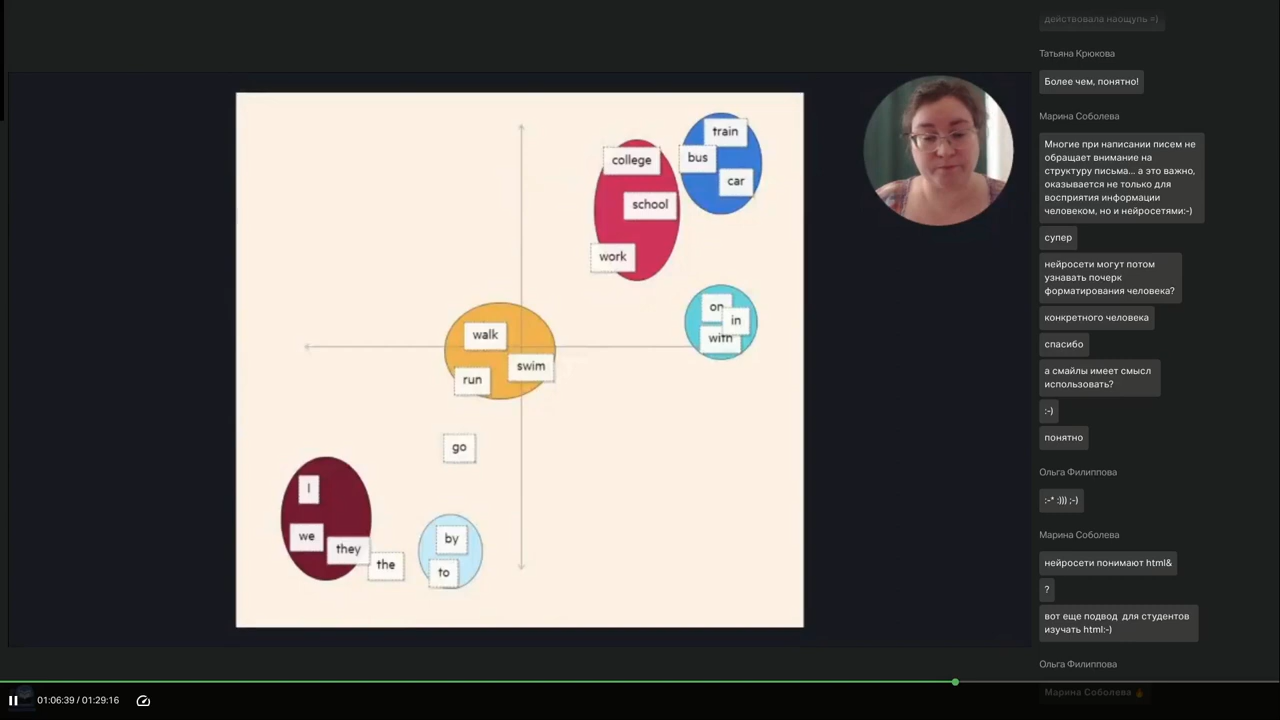 train
college
bus
car
school
work
on
in
with
walk
swim
run
go
I
we
they
the
by
to
действовала наощупь =)
Татьяна Крюкова
Более чем, понятно!
Марина Соболева
Многие при написании писем не
обращает внимание на
структуру письма... а это важно,
оказывается не только для
восприятия информации
человеком, но и нейросетями:-)
супер
нейросети могут потом
узнавать почерк
форматирования человека?
конкретного человека
спасибо
а смайлы имеет смысл
использовать?
:-)
понятно
Ольга Филиппова
:-* :))) ;-)
Марина Соболева
нейросети понимают html&
?
вот еще подвод для студентов
изучать html:-)
Ольга Филиппова
Марина Соболева 🔥
01:06:39 / 01:29:16